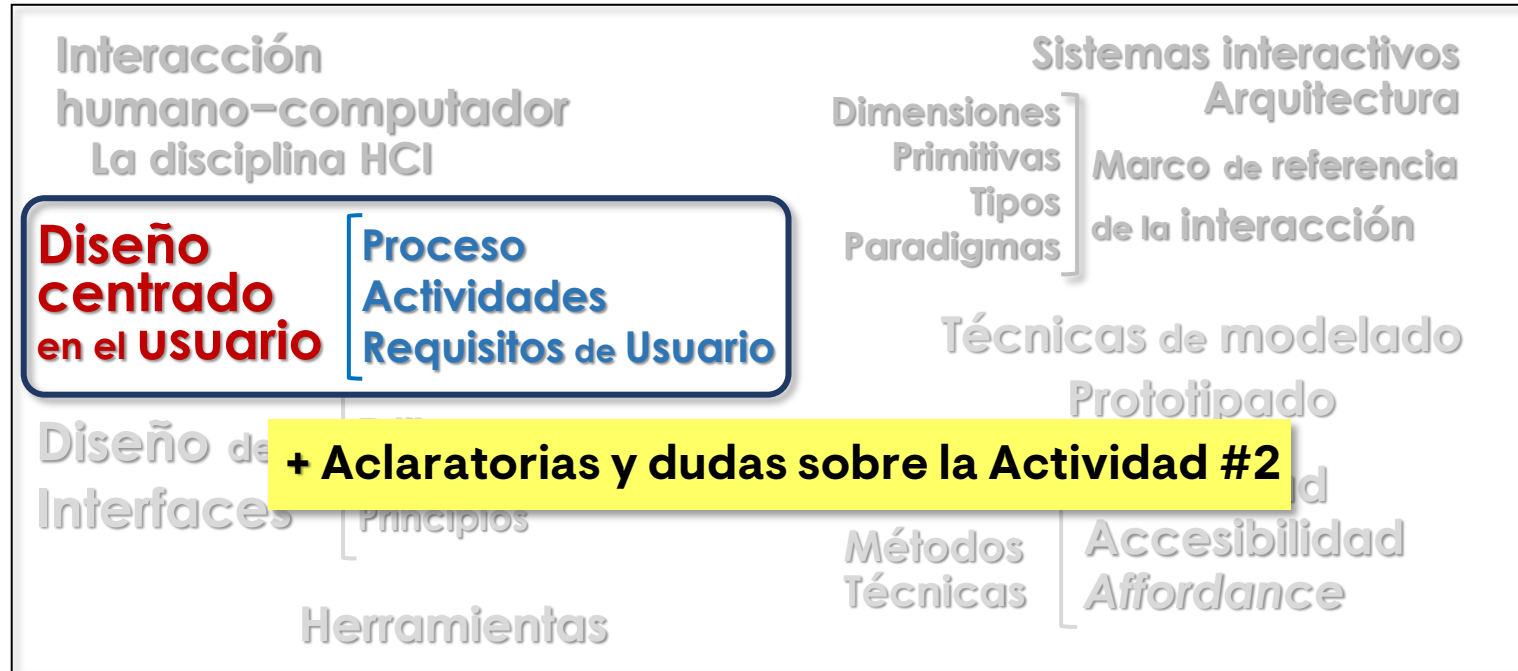 Interacción
humano-computador
La disciplina HCI
Sistemas interactivos
Arquitectura
Dimensiones
Primitivas
Tipos
Paradigmas
Marco de referencia
de la interacción
Diseño
centrado
en el usuario
Proceso
Actividades
Requisitos de Usuario
Técnicas de modelado
Prototipado
Diseño de
Interfaces
+ Aclaratorias y dudas sobre la Actividad #2
Principios
Métodos
Técnicas
Accesibilidad
Affordance
Herramientas